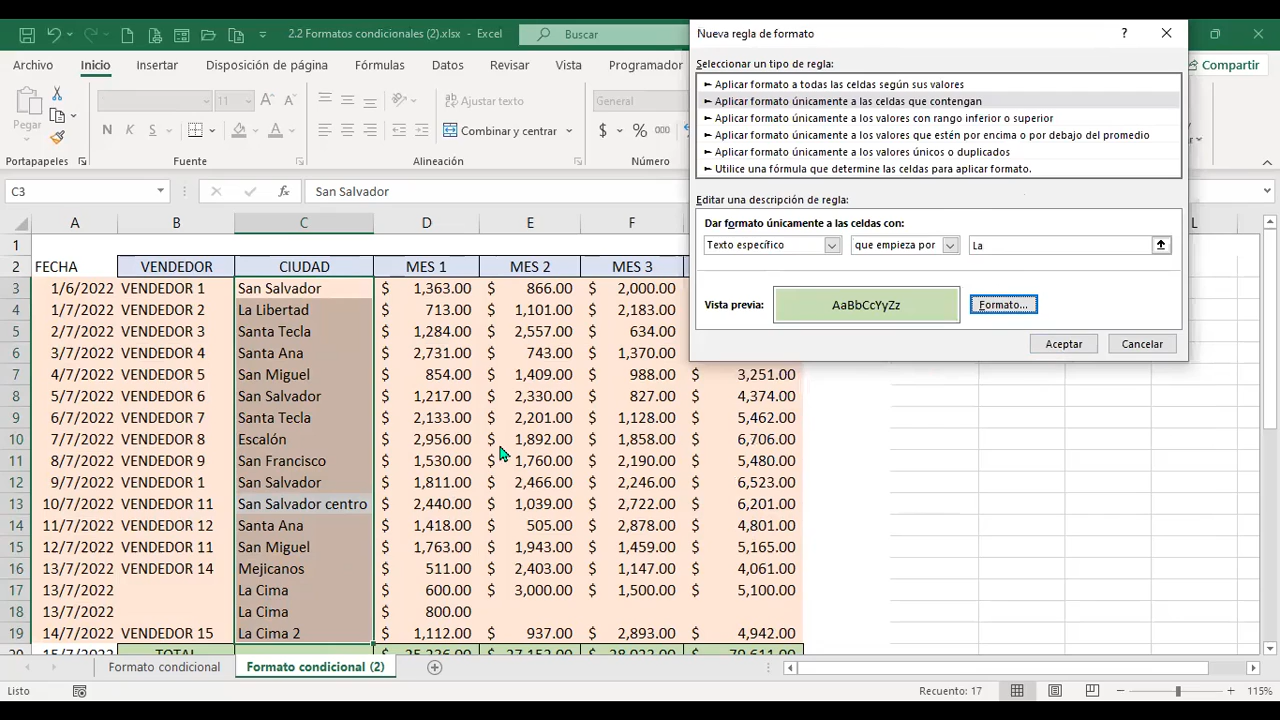 2.2 Formatos condicionales (2).xlsx - Excel
Buscar
Compartir
Archivo Inicio Insertar Disposición de página Fórmulas Datos Revisar Vista Programador
Pegar
11
Ajustar texto
General
N K S
Combinar y centrar
$ % 000
Portapapeles Fuente Alineación Número
C3 San Salvador
A B C D E F L
1
2 FECHA VENDEDOR CIUDAD MES 1 MES 2 MES 3
3 1/6/2022 VENDEDOR 1 San Salvador $ 1,363.00 $ 866.00 $ 2,000.00
4 1/7/2022 VENDEDOR 2 La Libertad $ 713.00 $ 1,101.00 $ 2,183.00
5 2/7/2022 VENDEDOR 3 Santa Tecla $ 1,284.00 $ 2,557.00 $ 634.00
6 3/7/2022 VENDEDOR 4 Santa Ana $ 2,731.00 $ 743.00 $ 1,370.00
7 4/7/2022 VENDEDOR 5 San Miguel $ 854.00 $ 1,409.00 $ 988.00 $ 3,251.00
8 5/7/2022 VENDEDOR 6 San Salvador $ 1,217.00 $ 2,330.00 $ 827.00 $ 4,374.00
9 6/7/2022 VENDEDOR 7 Santa Tecla $ 2,133.00 $ 2,201.00 $ 1,128.00 $ 5,462.00
10 7/7/2022 VENDEDOR 8 Escalón $ 2,956.00 $ 1,892.00 $ 1,858.00 $ 6,706.00
11 8/7/2022 VENDEDOR 9 San Francisco $ 1,530.00 $ 1,760.00 $ 2,190.00 $ 5,480.00
12 9/7/2022 VENDEDOR 1 San Salvador $ 1,811.00 $ 2,466.00 $ 2,246.00 $ 6,523.00
13 10/7/2022 VENDEDOR 11 San Salvador centro $ 2,440.00 $ 1,039.00 $ 2,722.00 $ 6,201.00
14 11/7/2022 VENDEDOR 12 Santa Ana $ 1,418.00 $ 505.00 $ 2,878.00 $ 4,801.00
15 12/7/2022 VENDEDOR 11 San Miguel $ 1,763.00 $ 1,943.00 $ 1,459.00 $ 5,165.00
16 13/7/2022 VENDEDOR 14 Mejicanos $ 511.00 $ 2,403.00 $ 1,147.00 $ 4,061.00
17 13/7/2022 La Cima $ 600.00 $ 3,000.00 $ 1,500.00 $ 5,100.00
18 13/7/2022 La Cima $ 800.00
19 14/7/2022 VENDEDOR 15 La Cima 2 $ 1,112.00 $ 937.00 $ 2,893.00 $ 4,942.00
Formato condicional Formato condicional (2)
Listo Recuento: 17 115%
Nueva regla de formato ?
Seleccionar un tipo de regla:
Aplicar formato a todas las celdas según sus valores
Aplicar formato únicamente a las celdas que contengan
Aplicar formato únicamente a los valores con rango inferior o superior
Aplicar formato únicamente a los valores que estén por encima o por debajo del promedio
Aplicar formato únicamente a los valores únicos o duplicados
Utilice una fórmula que determine las celdas para aplicar formato.
Editar una descripción de regla:
Dar formato únicamente a las celdas con:
Texto específico que empieza por La
Vista previa: AaBbCcYyZz Formato...
Aceptar Cancelar